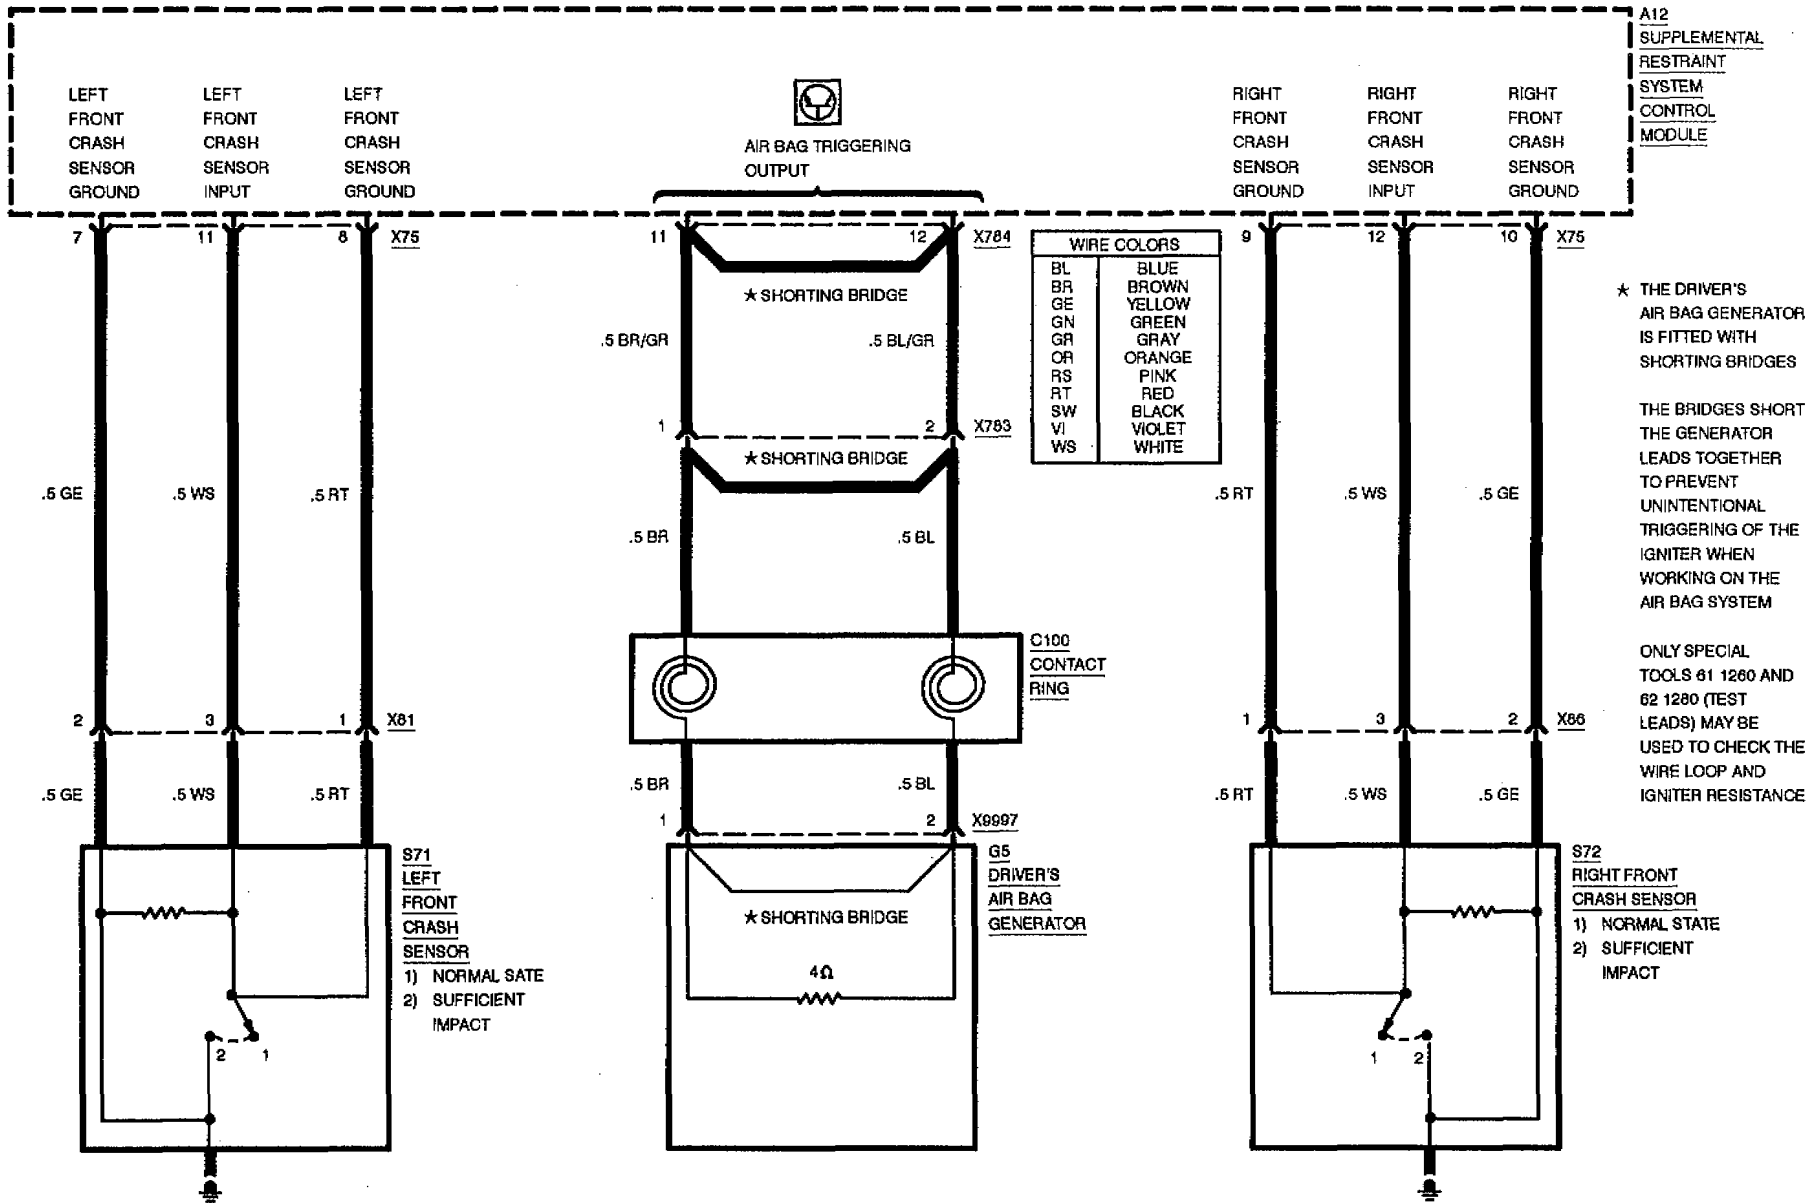 A12
SUPPLEMENTAL
RESTRAINT
SYSTEM
CONTROL
MODULE
LEFT
FRONT
CRASH
SENSOR
GROUND
LEFT
FRONT
CRASH
SENSOR
INPUT
LEFT
FRONT
CRASH
SENSOR
GROUND
AIR BAG TRIGGERING
OUTPUT
RIGHT
FRONT
CRASH
SENSOR
GROUND
RIGHT
FRONT
CRASH
SENSOR
INPUT
RIGHT
FRONT
CRASH
SENSOR
GROUND
7 11 8 X75
11 12 X784
9 12 10 X75
★ SHORTING BRIDGE
.5 BR/GR .5 BL/GR
1 2 X783
★ SHORTING BRIDGE
WIRE COLORS
BL BLUE
BR BROWN
GE YELLOW
GN GREEN
GR GRAY
OR ORANGE
RS PINK
RT RED
SW BLACK
VI VIOLET
WS WHITE
★ THE DRIVER'S
AIR BAG GENERATOR
IS FITTED WITH
SHORTING BRIDGES
THE BRIDGES SHORT
THE GENERATOR
LEADS TOGETHER
TO PREVENT
UNINTENTIONAL
TRIGGERING OF THE
IGNITER WHEN
WORKING ON THE
AIR BAG SYSTEM
ONLY SPECIAL
TOOLS 61 1260 AND
62 1280 (TEST
LEADS) MAY BE
USED TO CHECK THE
WIRE LOOP AND
IGNITER RESISTANCE
.5 GE .5 WS .5 RT
.5 BR .5 BL
.5 RT .5 WS .5 GE
C100
CONTACT
RING
2 3 1 X81
1 3 2 X86
.5 GE .5 WS .5 RT
.5 BR .5 BL
.5 RT .5 WS .5 GE
1 2 X9997
S71
LEFT
FRONT
CRASH
SENSOR
1) NORMAL SATE
2) SUFFICIENT
IMPACT
2 1
G5
DRIVER'S
AIR BAG
GENERATOR
★ SHORTING BRIDGE
4Ω
S72
RIGHT FRONT
CRASH SENSOR
1) NORMAL STATE
2) SUFFICIENT
IMPACT
1 2